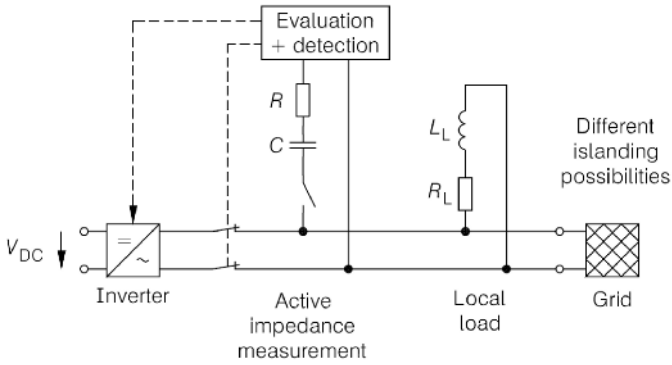 Evaluation
+ detection
R
C
L_L
R_L
Different
islanding
possibilities
V_DC
=
~
Inverter
Active
impedance
measurement
Local
load
Grid